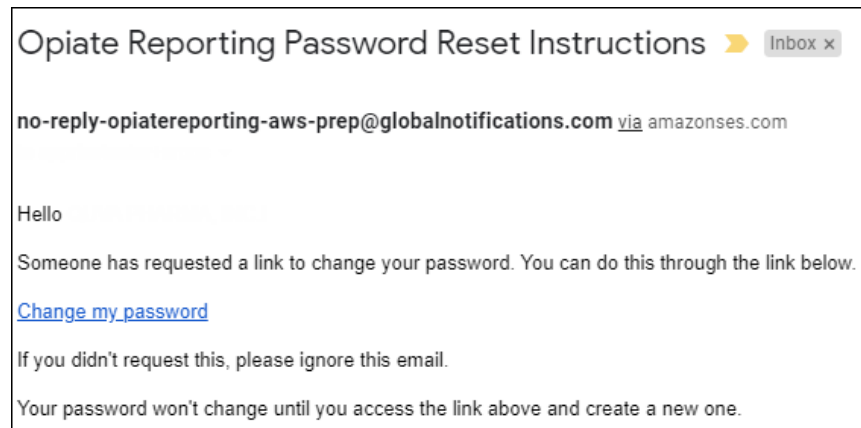 Opiate Reporting Password Reset Instructions Inbox x
no-reply-opiatereporting-aws-prep@globalnotifications.com via amazonses.com
Hello
Someone has requested a link to change your password. You can do this through the link below.
Change my password
If you didn't request this, please ignore this email.
Your password won't change until you access the link above and create a new one.